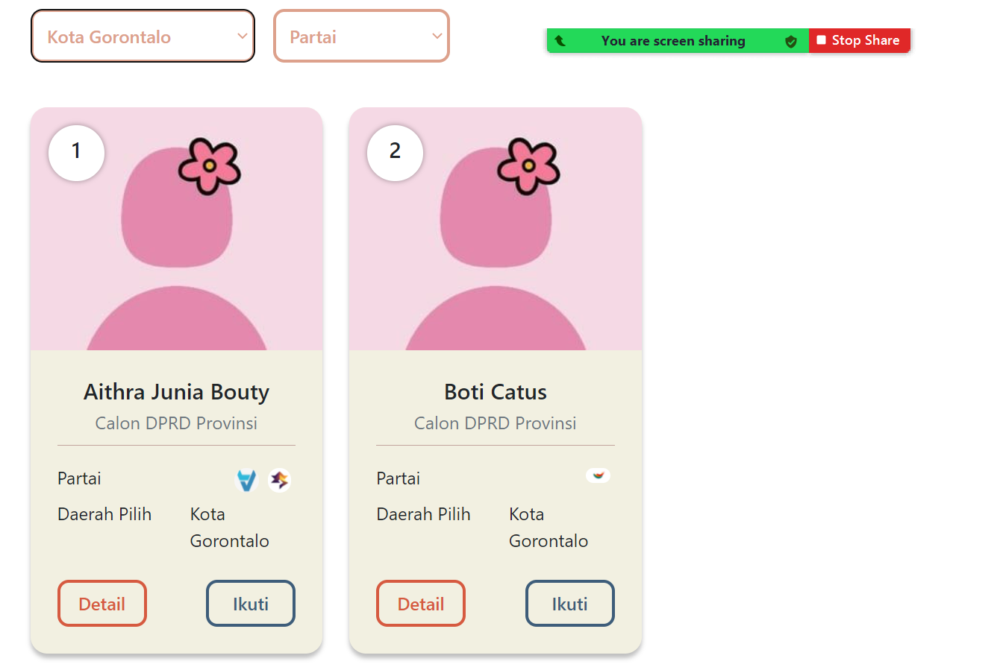 Kota Gorontalo
Partai
You are screen sharing
Stop Share
1
Aithra Junia Bouty
Calon DPRD Provinsi
Partai
Daerah Pilih
Kota
Gorontalo
Detail
Ikuti
2
Boti Catus
Calon DPRD Provinsi
Partai
Daerah Pilih
Kota
Gorontalo
Detail
Ikuti